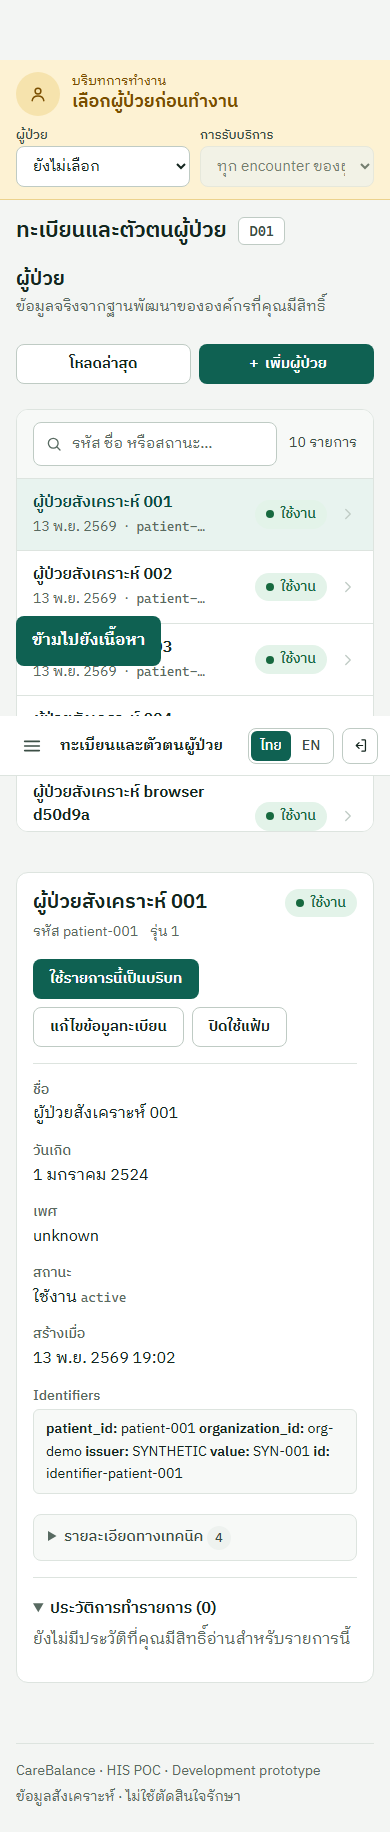 บริบทการทำงาน
เลือกผู้ป่วยก่อนทำงาน
ผู้ป่วย
การรับบริการ
ยังไม่เลือก
ทุก encounter ของผู้
ทะเบียนและตัวตนผู้ป่วย D01
ผู้ป่วย
ข้อมูลจริงจากฐานพัฒนาขององค์กรที่คุณมีสิทธิ์
โหลดล่าสุด
+ เพิ่มผู้ป่วย
รหัส ชื่อ หรือสถานะ...
10 รายการ
ผู้ป่วยสังเคราะห์ 001
13 พ.ย. 2569 · patient-…
ใช้งาน
ผู้ป่วยสังเคราะห์ 002
13 พ.ย. 2569 · patient-…
ใช้งาน
ข้ามไปยังเนื้อหา
3
13 พ.ย. 2569 · patient-…
ใช้งาน
ทะเบียนและตัวตนผู้ป่วย
ไทย EN
ผู้ป่วยสังเคราะห์ browser
d50d9a
ใช้งาน
ผู้ป่วยสังเคราะห์ 001
ใช้งาน
รหัส patient-001 รุ่น 1
ใช้รายการนี้เป็นบริบท
แก้ไขข้อมูลทะเบียน
ปิดใช้แฟ้ม
ชื่อ
ผู้ป่วยสังเคราะห์ 001
วันเกิด
1 มกราคม 2524
เพศ
unknown
สถานะ
ใช้งาน active
สร้างเมื่อ
13 พ.ย. 2569 19:02
Identifiers
patient_id: patient-001 organization_id: org-
demo issuer: SYNTHETIC value: SYN-001 id:
identifier-patient-001
▶ รายละเอียดทางเทคนิค 4
▼ ประวัติการทำรายการ (0)
ยังไม่มีประวัติที่คุณมีสิทธิ์อ่านสำหรับรายการนี้
CareBalance · HIS POC · Development prototype
ข้อมูลสังเคราะห์ · ไม่ใช้ตัดสินใจรักษา